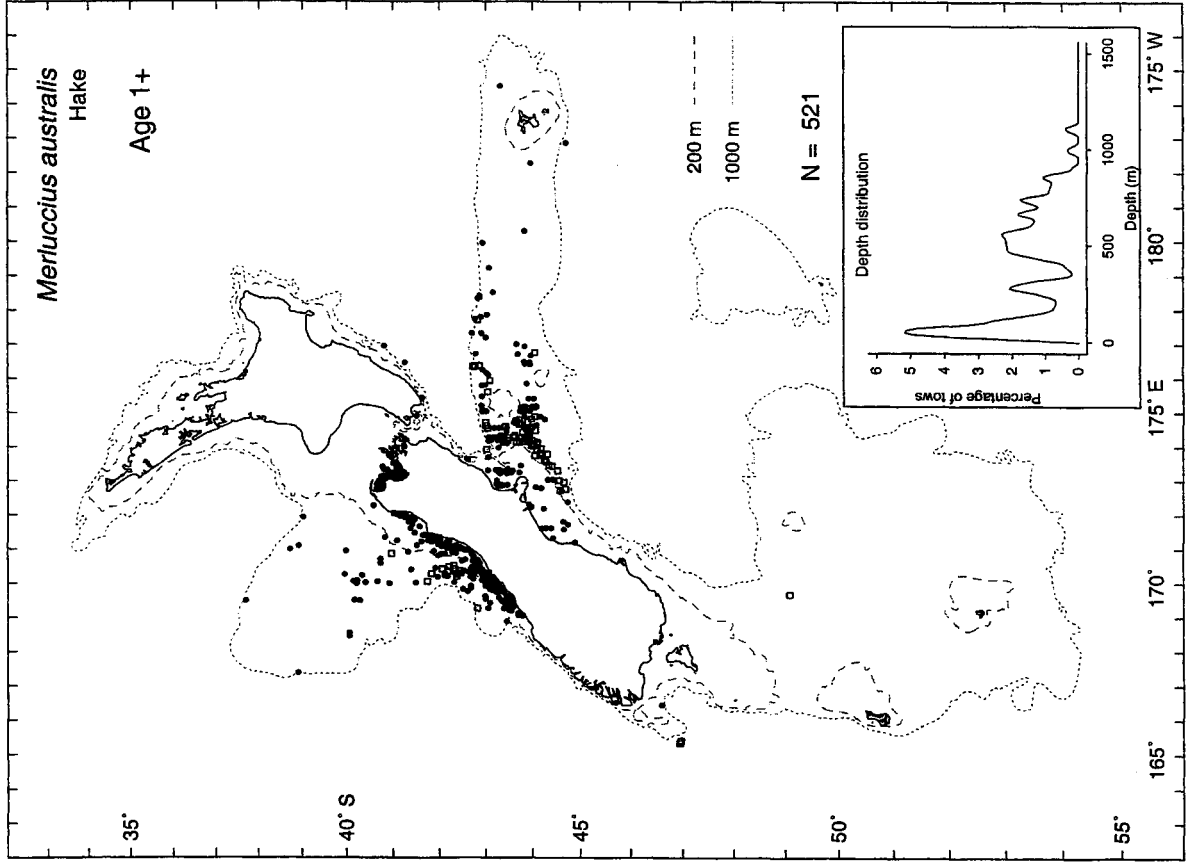 Merluccius australis
Hake
Age 1+
35°
40° S
45°
50°
55°
165°
170°
175° E
180°
175° W
200 m
1000 m
N = 521
Depth distribution
Percentage of tows
6
5
4
3
2
1
0
0
500
1000
1500
Depth (m)